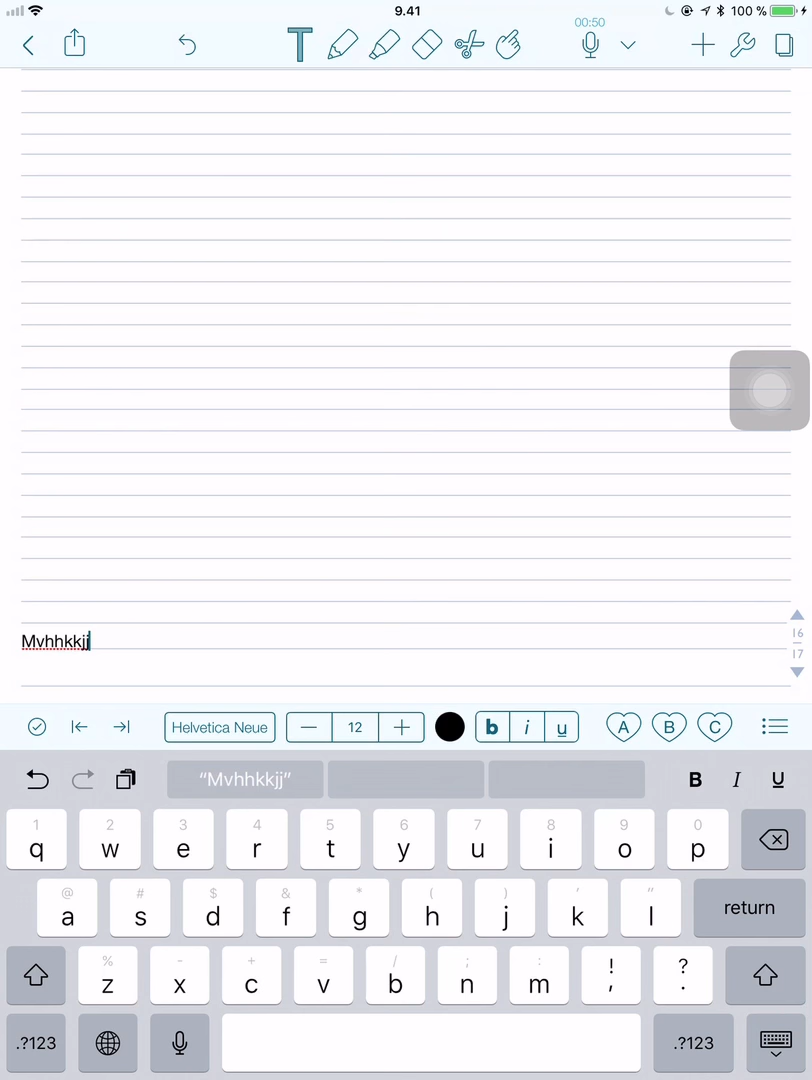 9.41
100 %
00:50
T
16
17
Mvhhkkjj
Helvetica Neue
— 12 +
b i u
A B C
“Mvhhkkjj”
B I U
1 2 3 4 5 6 7 8 9 0
q w e r t y u i o p
@ # $ & * ( ) ' "
a s d f g h j k l
return
% - + = / ; : ! ?
z x c v b n m , .
.?123
.?123